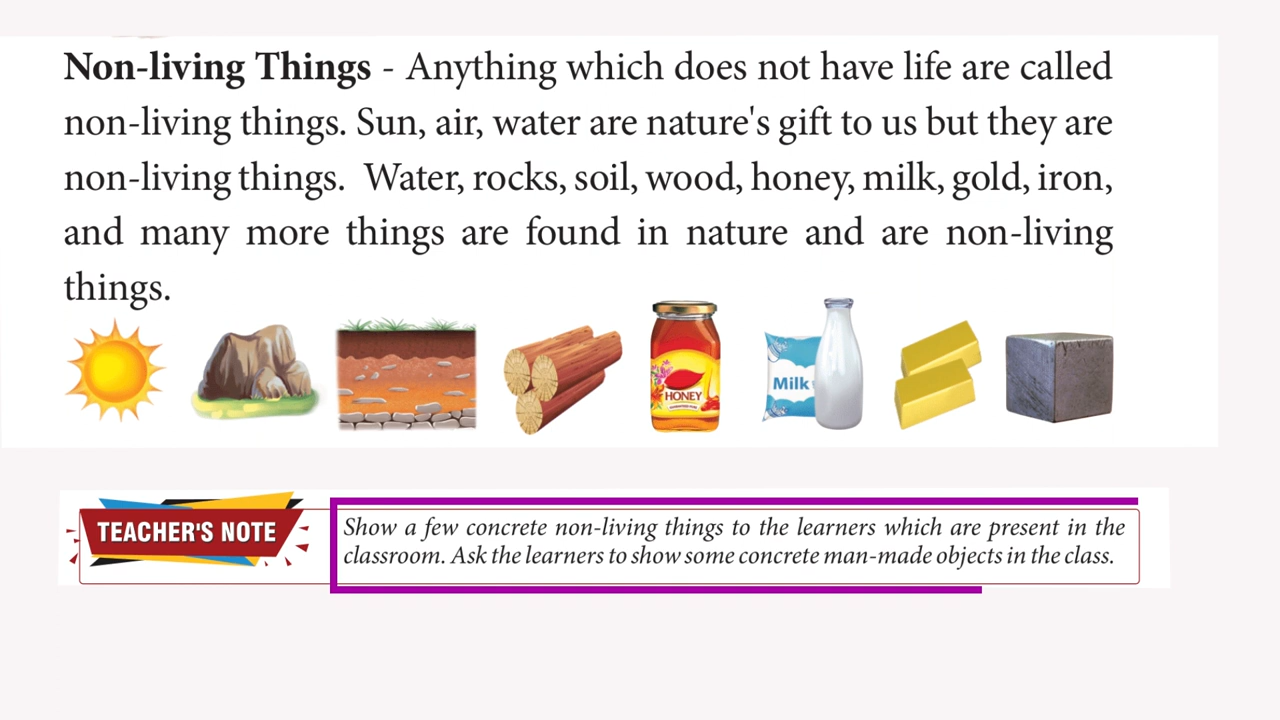 Non-living Things - Anything which does not have life are called
non-living things. Sun, air, water are nature's gift to us but they are
non-living things. Water, rocks, soil, wood, honey, milk, gold, iron,
and many more things are found in nature and are non-living
things.
HONEY
Milk
TEACHER'S NOTE
Show a few concrete non-living things to the learners which are present in the
classroom. Ask the learners to show some concrete man-made objects in the class.